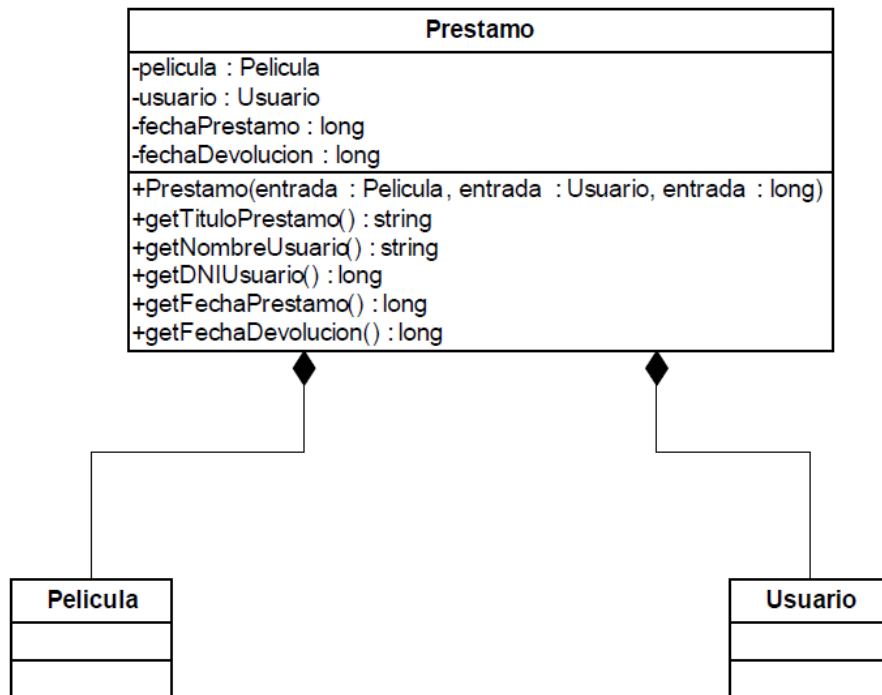 Prestamo
-pelicula : Pelicula
-usuario : Usuario
-fechaPrestamo : long
-fechaDevolucion : long
+Prestamo(entrada : Pelicula, entrada : Usuario, entrada : long)
+getTituloPrestamo() : string
+getNombreUsuario() : string
+getDNIUsuario() : long
+getFechaPrestamo() : long
+getFechaDevolucion() : long
Pelicula
Usuario